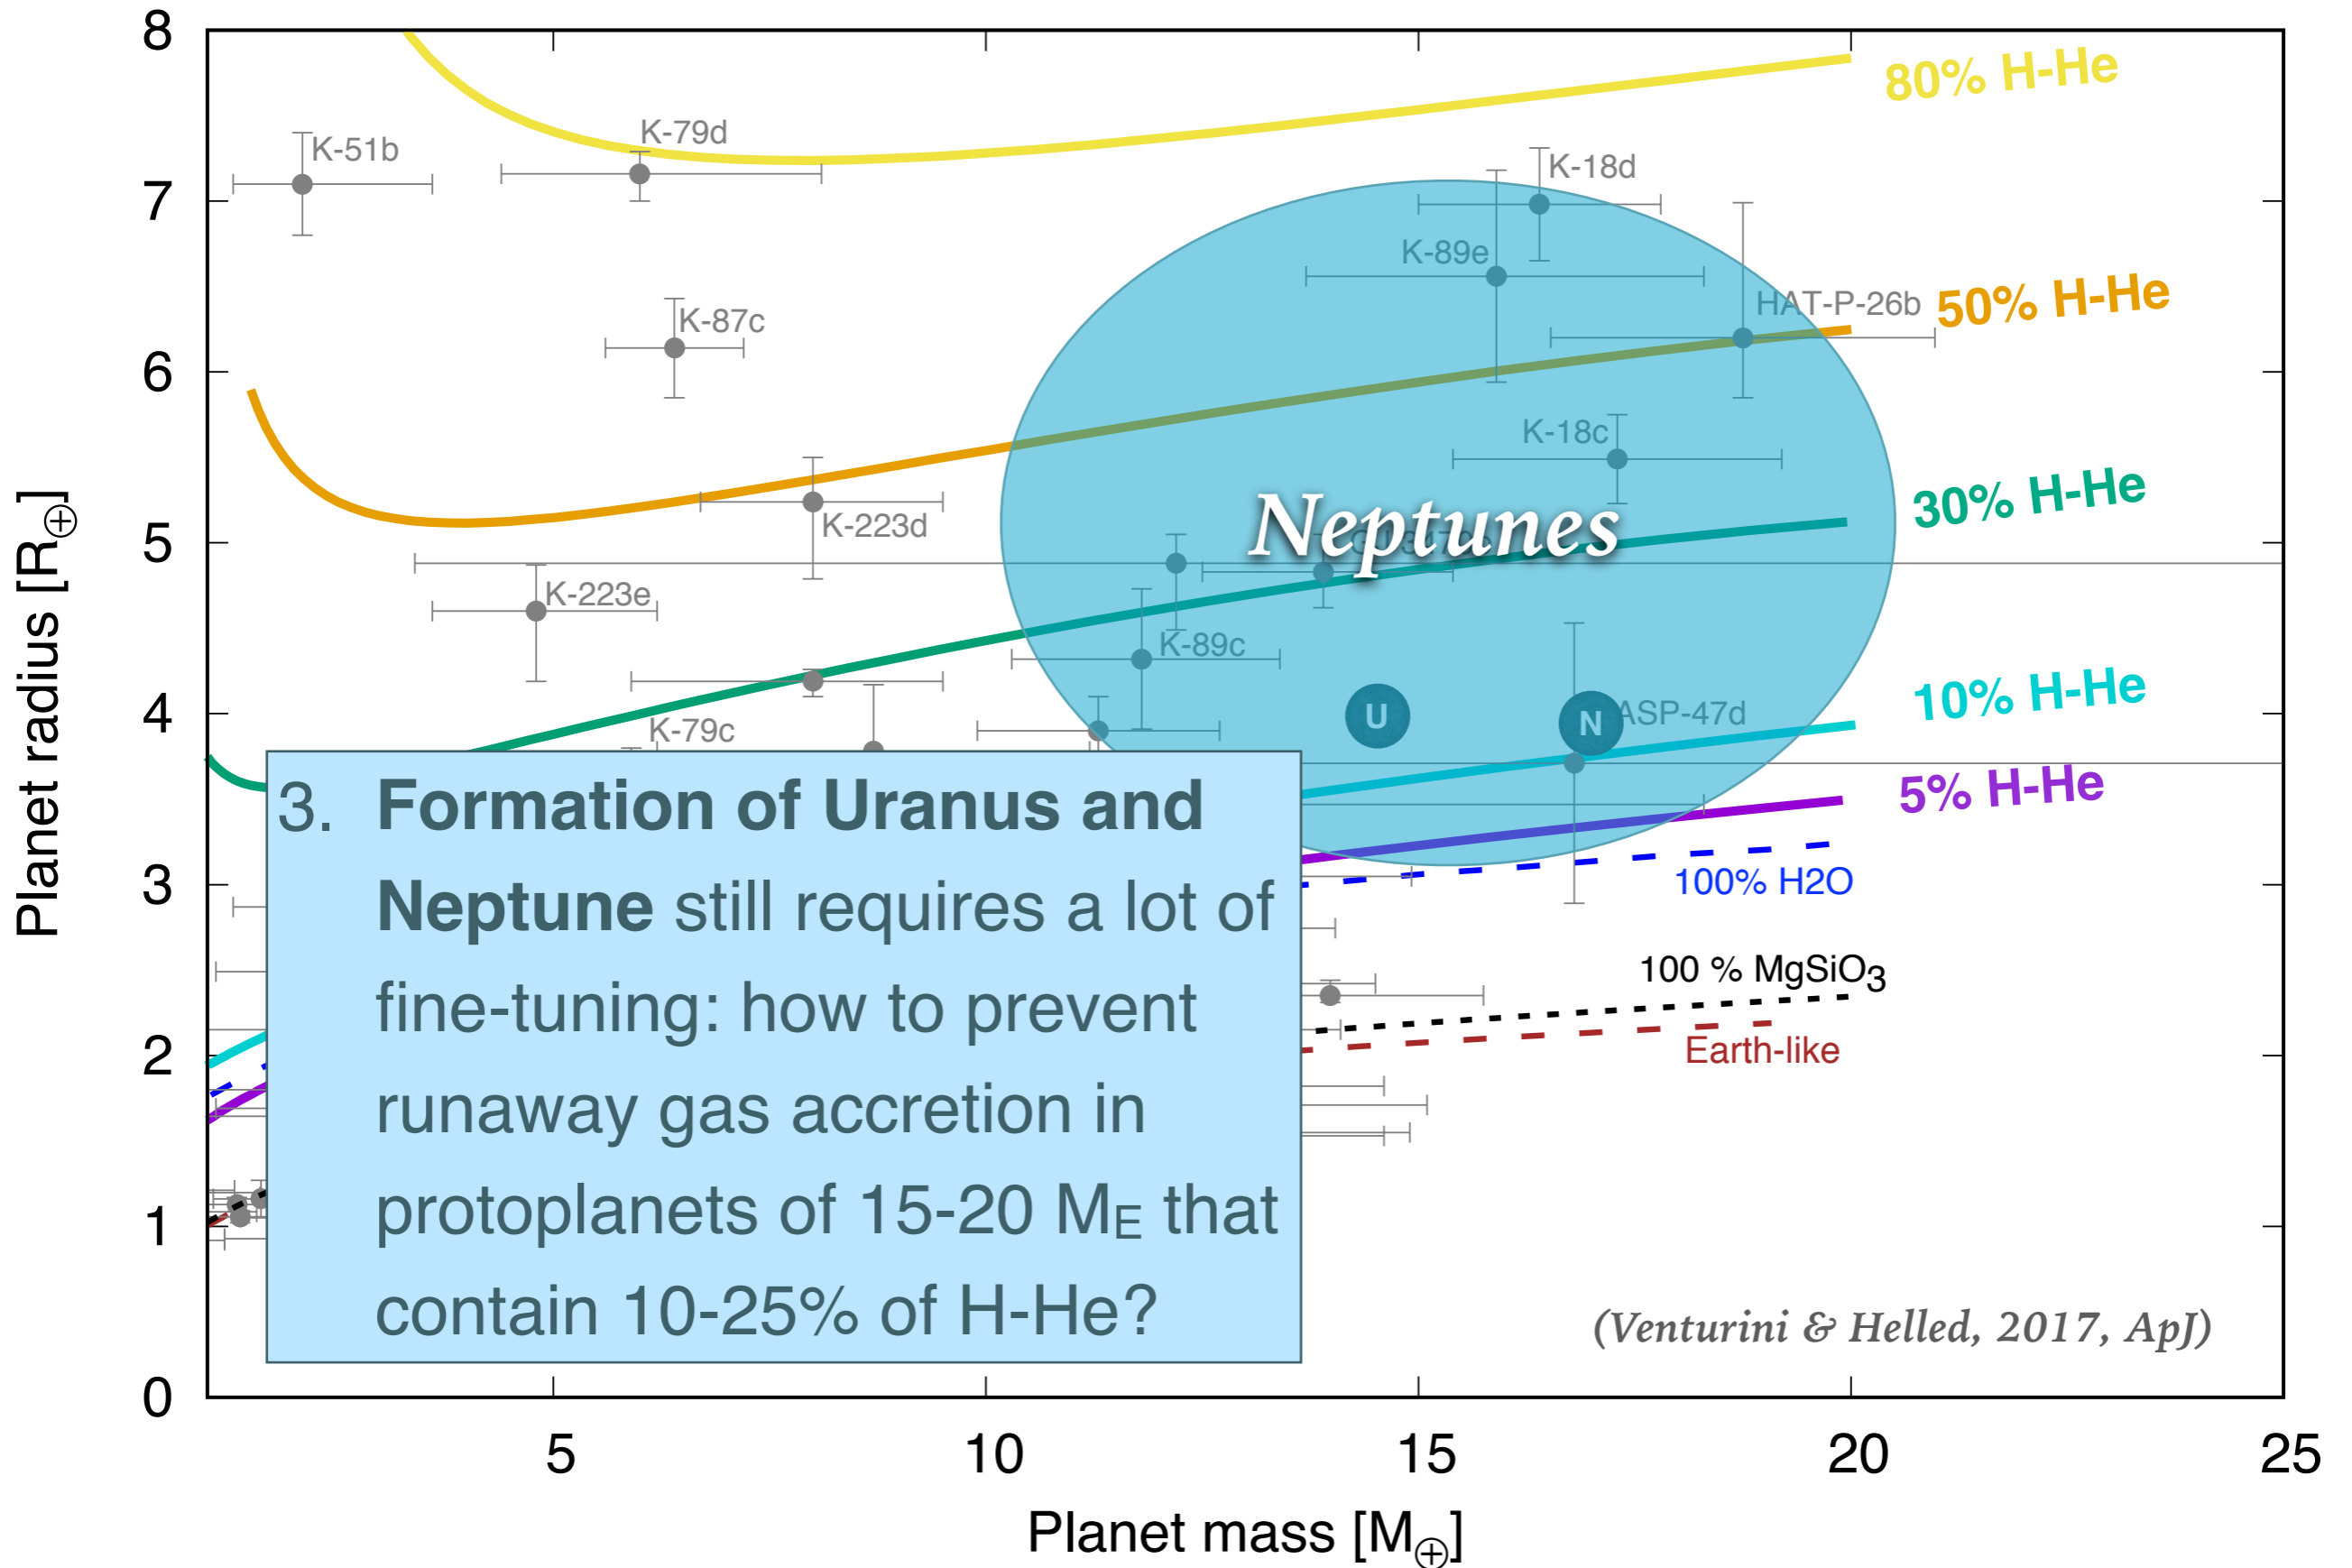 8
7
6
5
4
3
2
1
0
5
10
15
20
25
Planet radius [R⊕]
Planet mass [M⊕]
80% H-He
K-79d
K-51b
K-18d
K-89e
K-87c
HAT-P-26b
50% H-He
K-18c
30% H-He
Neptunes
K-223d
K-223e
K-89c
10% H-He
U
N
ASP-47d
K-79c
5% H-He
100% H2O
100 % MgSiO3
Earth-like
3. Formation of Uranus and
Neptune still requires a lot of
fine-tuning: how to prevent
runaway gas accretion in
protoplanets of 15-20 ME that
contain 10-25% of H-He?
(Venturini & Helled, 2017, ApJ)